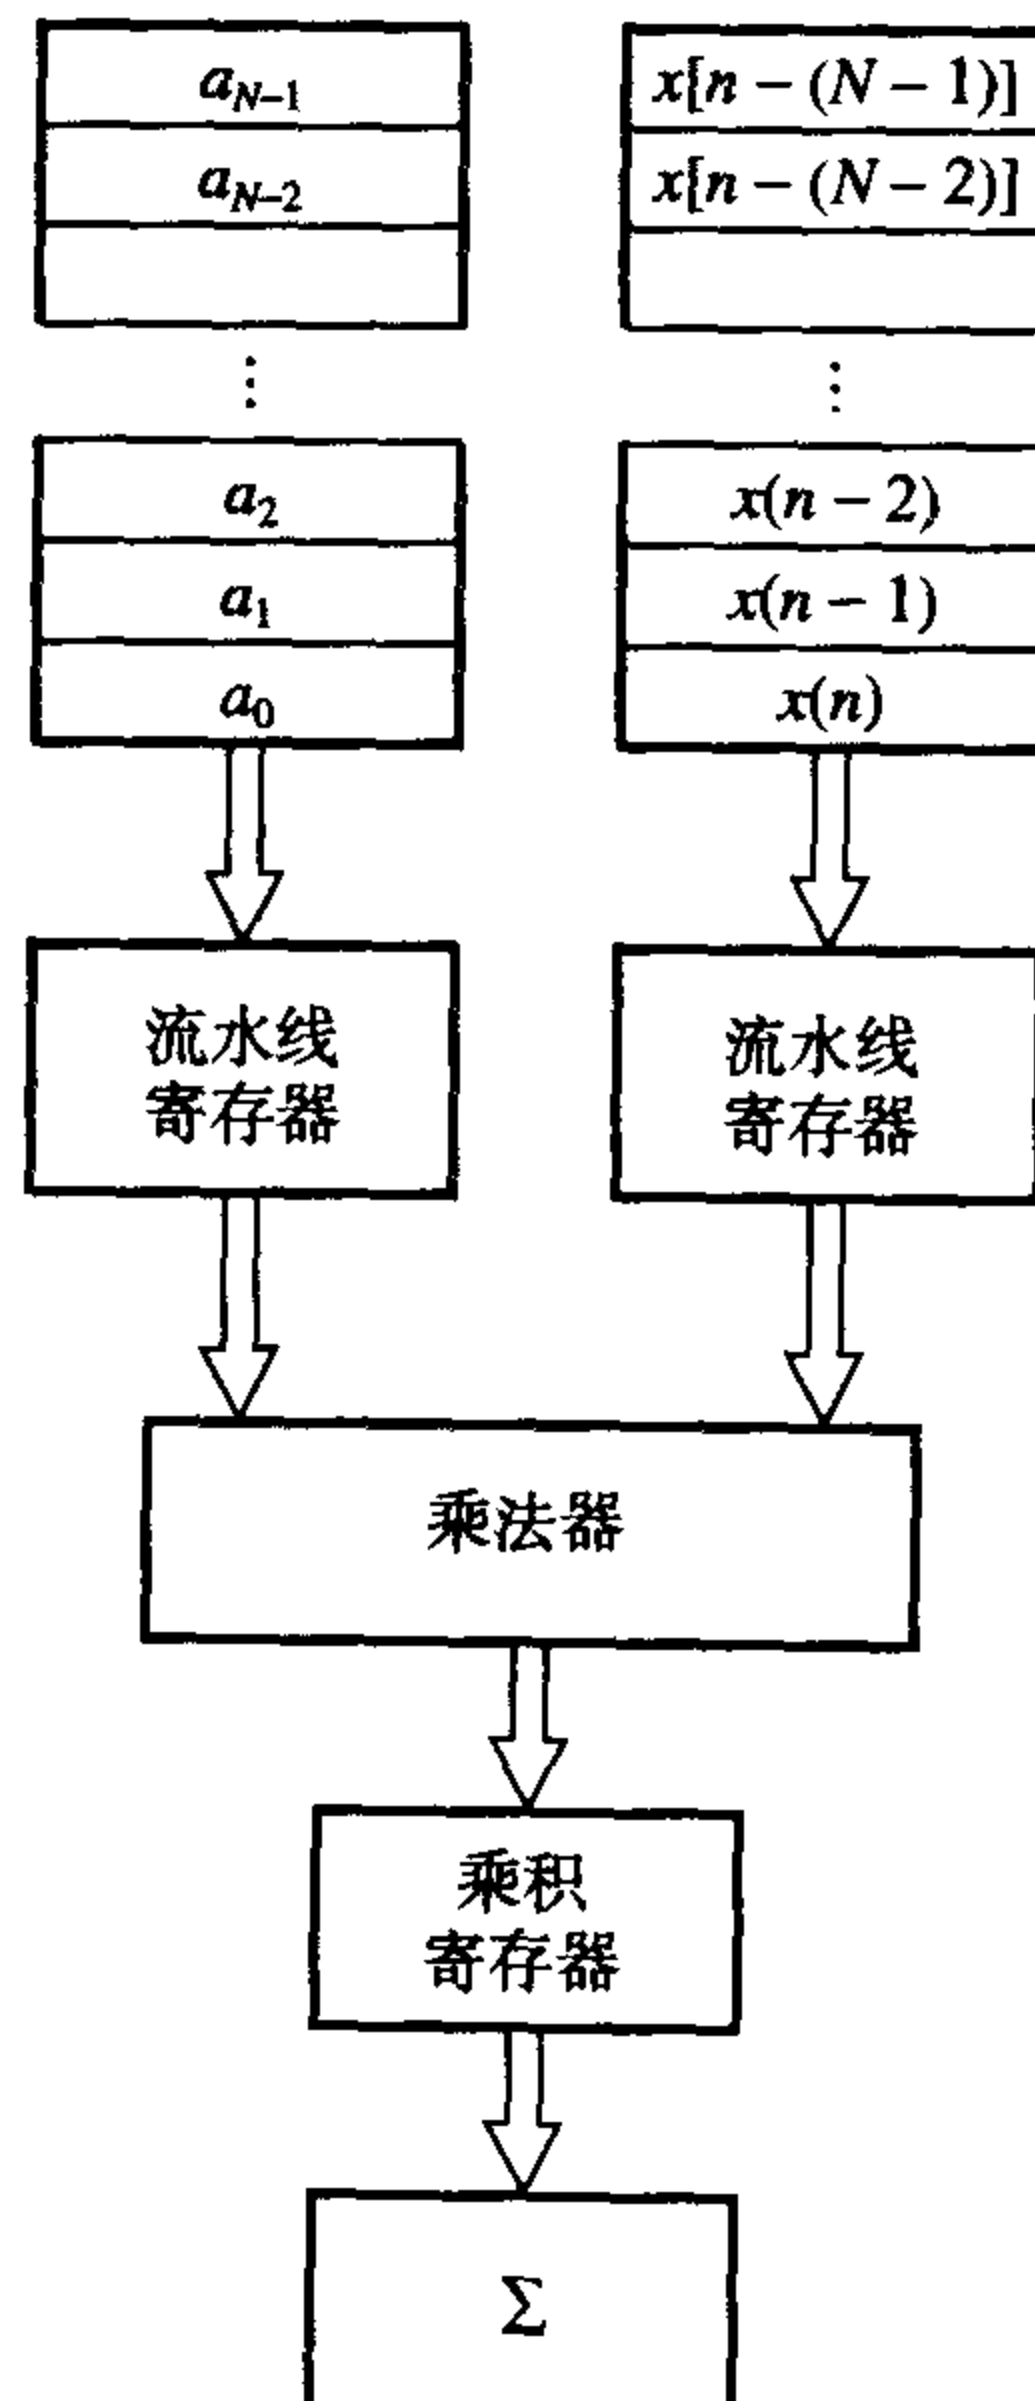 a_{N-1}
a_{N-2}
⋮
a_2
a_1
a_0
x[n - (N - 1)]
x[n - (N - 2)]
⋮
x(n - 2)
x(n - 1)
x(n)
流水线
寄存器
流水线
寄存器
乘法器
乘积
寄存器
Σ